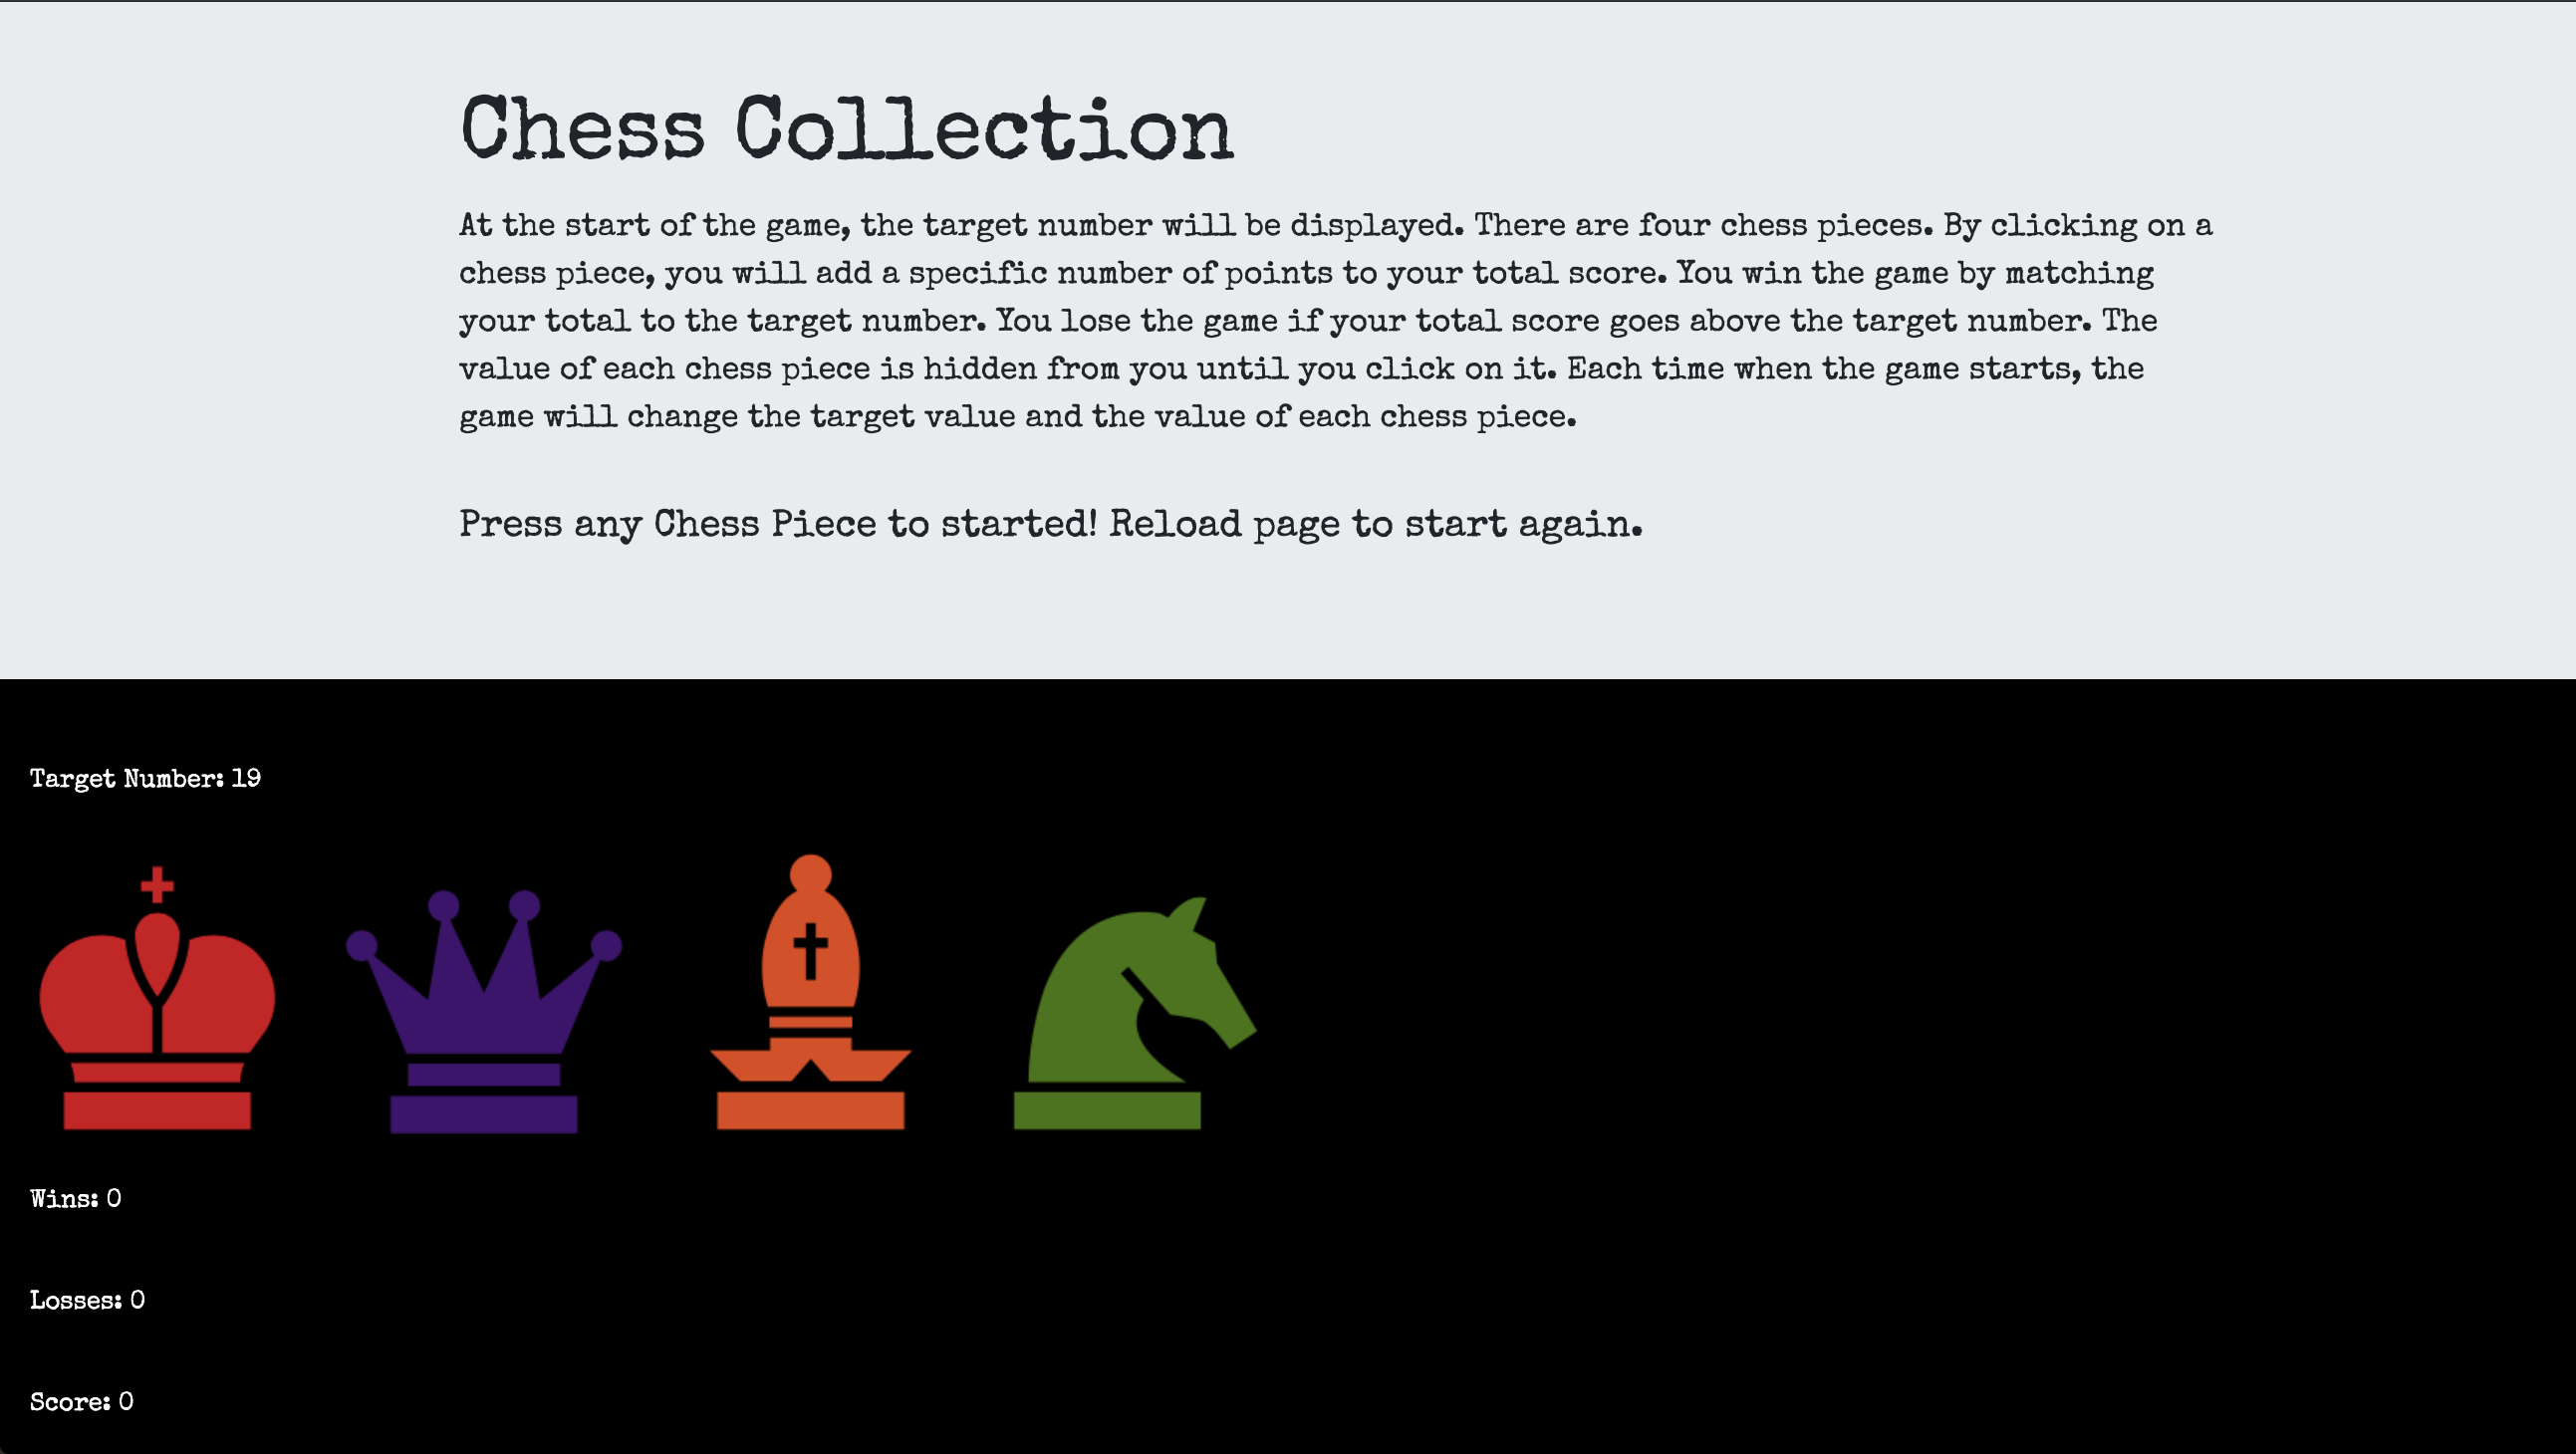 Chess Collection
At the start of the game, the target number will be displayed. There are four chess pieces. By clicking on a
chess piece, you will add a specific number of points to your total score. You win the game by matching
your total to the target number. You lose the game if your total score goes above the target number. The
value of each chess piece is hidden from you until you click on it. Each time when the game starts, the
game will change the target value and the value of each chess piece.
Press any Chess Piece to started! Reload page to start again.
Target Number: 19
Wins: 0
Losses: 0
Score: 0